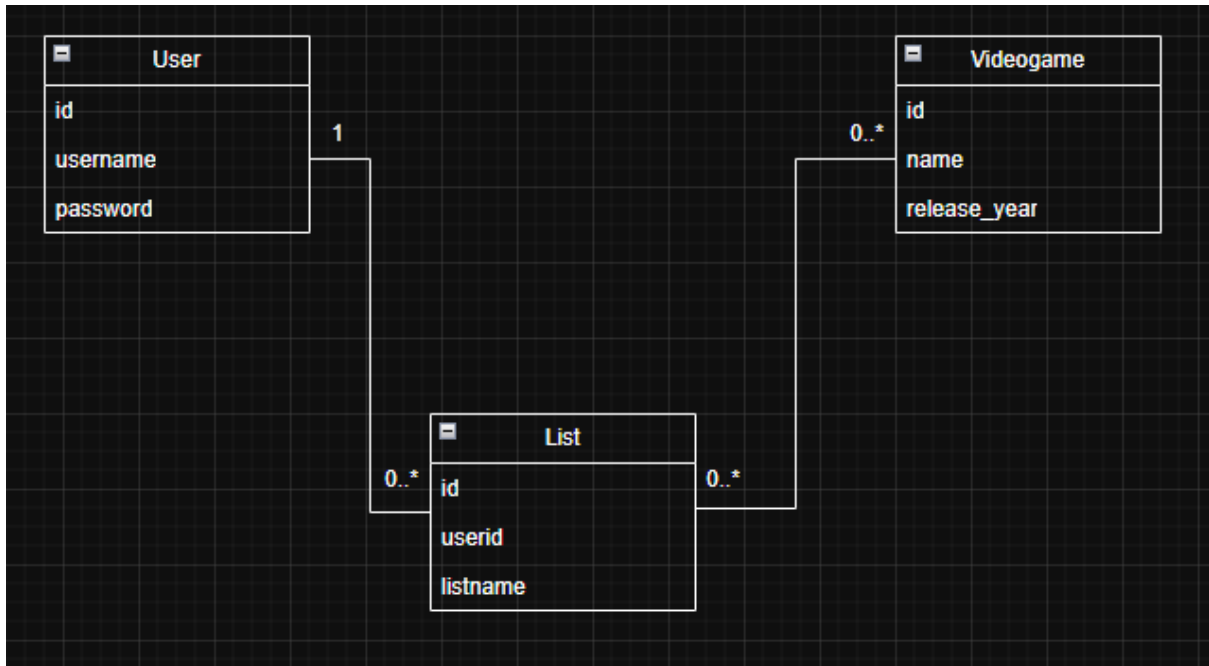 User
id
username
password
1
Videogame
id
name
release_year
0..*
List
id
userid
listname
0..*
0..*